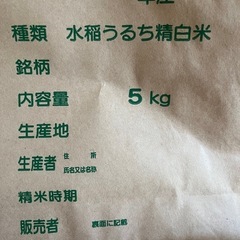 年産
種類 水稲うるち精白米
銘柄
内容量 5kg
生産地
生産者 住所
氏名又は名称
精米時期
販売者 裏面に記載